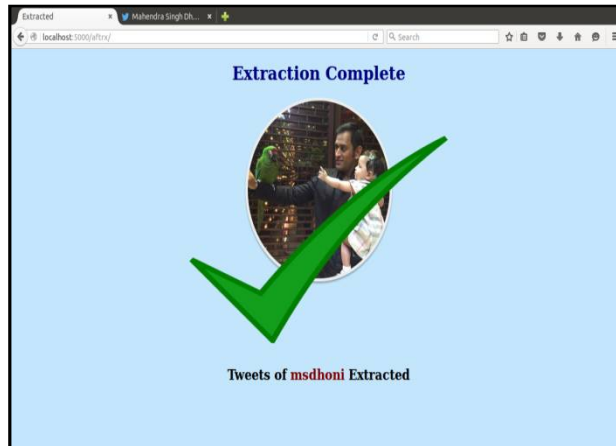 Extracted
Mahendra Singh Dh...
localhost:5000/aftrx/
Search
Extraction Complete
Tweets of msdhoni Extracted